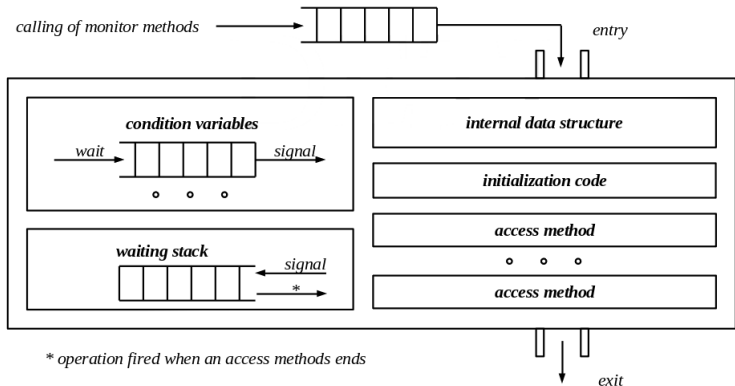 calling of monitor methods
entry
condition variables
wait
signal
internal data structure
initialization code
access method
waiting stack
signal
*
access method
* operation fired when an access methods ends
exit